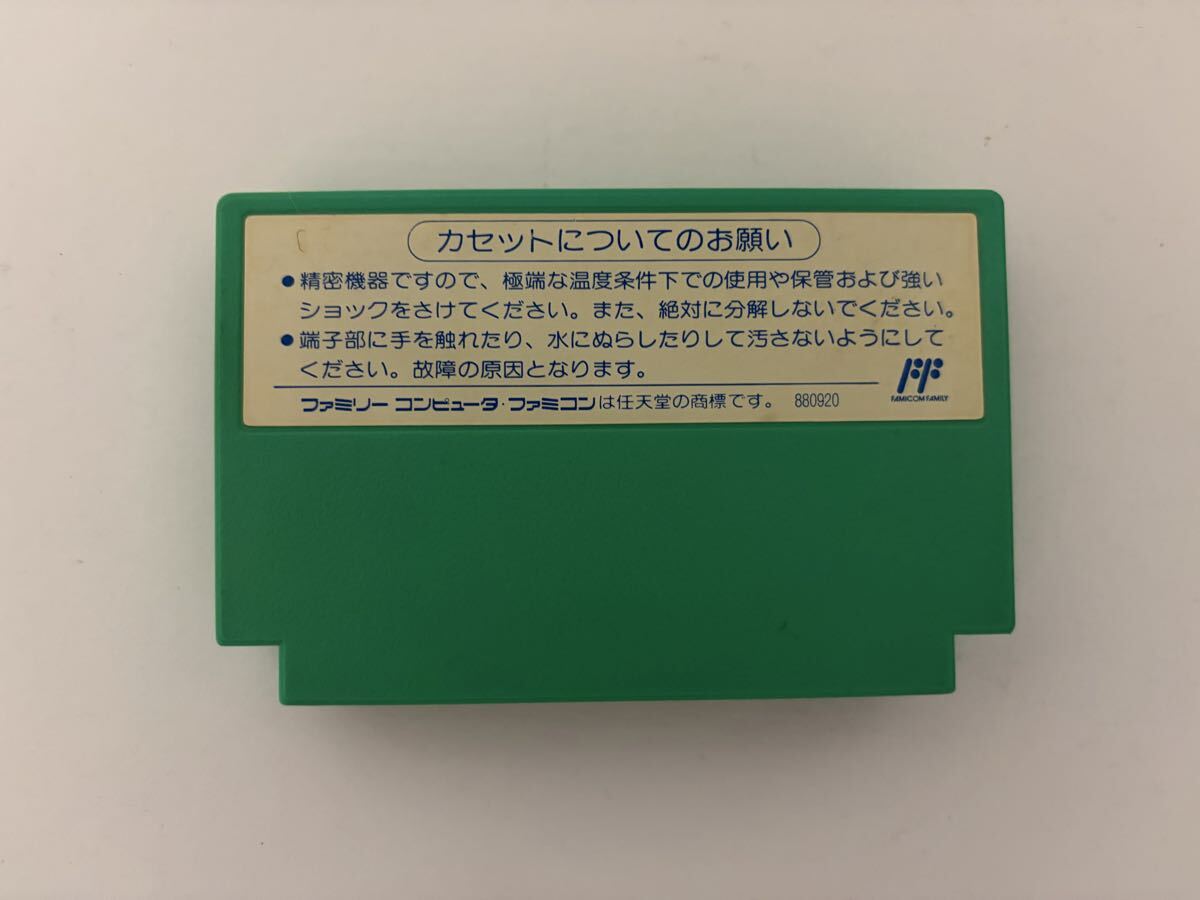 カセットについてのお願い
●精密機器ですので、極端な温度条件下での使用や保管および強い
ショックをさけてください。また、絶対に分解しないでください。
●端子部に手を触れたり、水にぬらしたりして汚さないようにして
ください。故障の原因となります。
FAMICOM FAMILY
ファミリー コンピュータ・ファミコンは任天堂の商標です。 880920